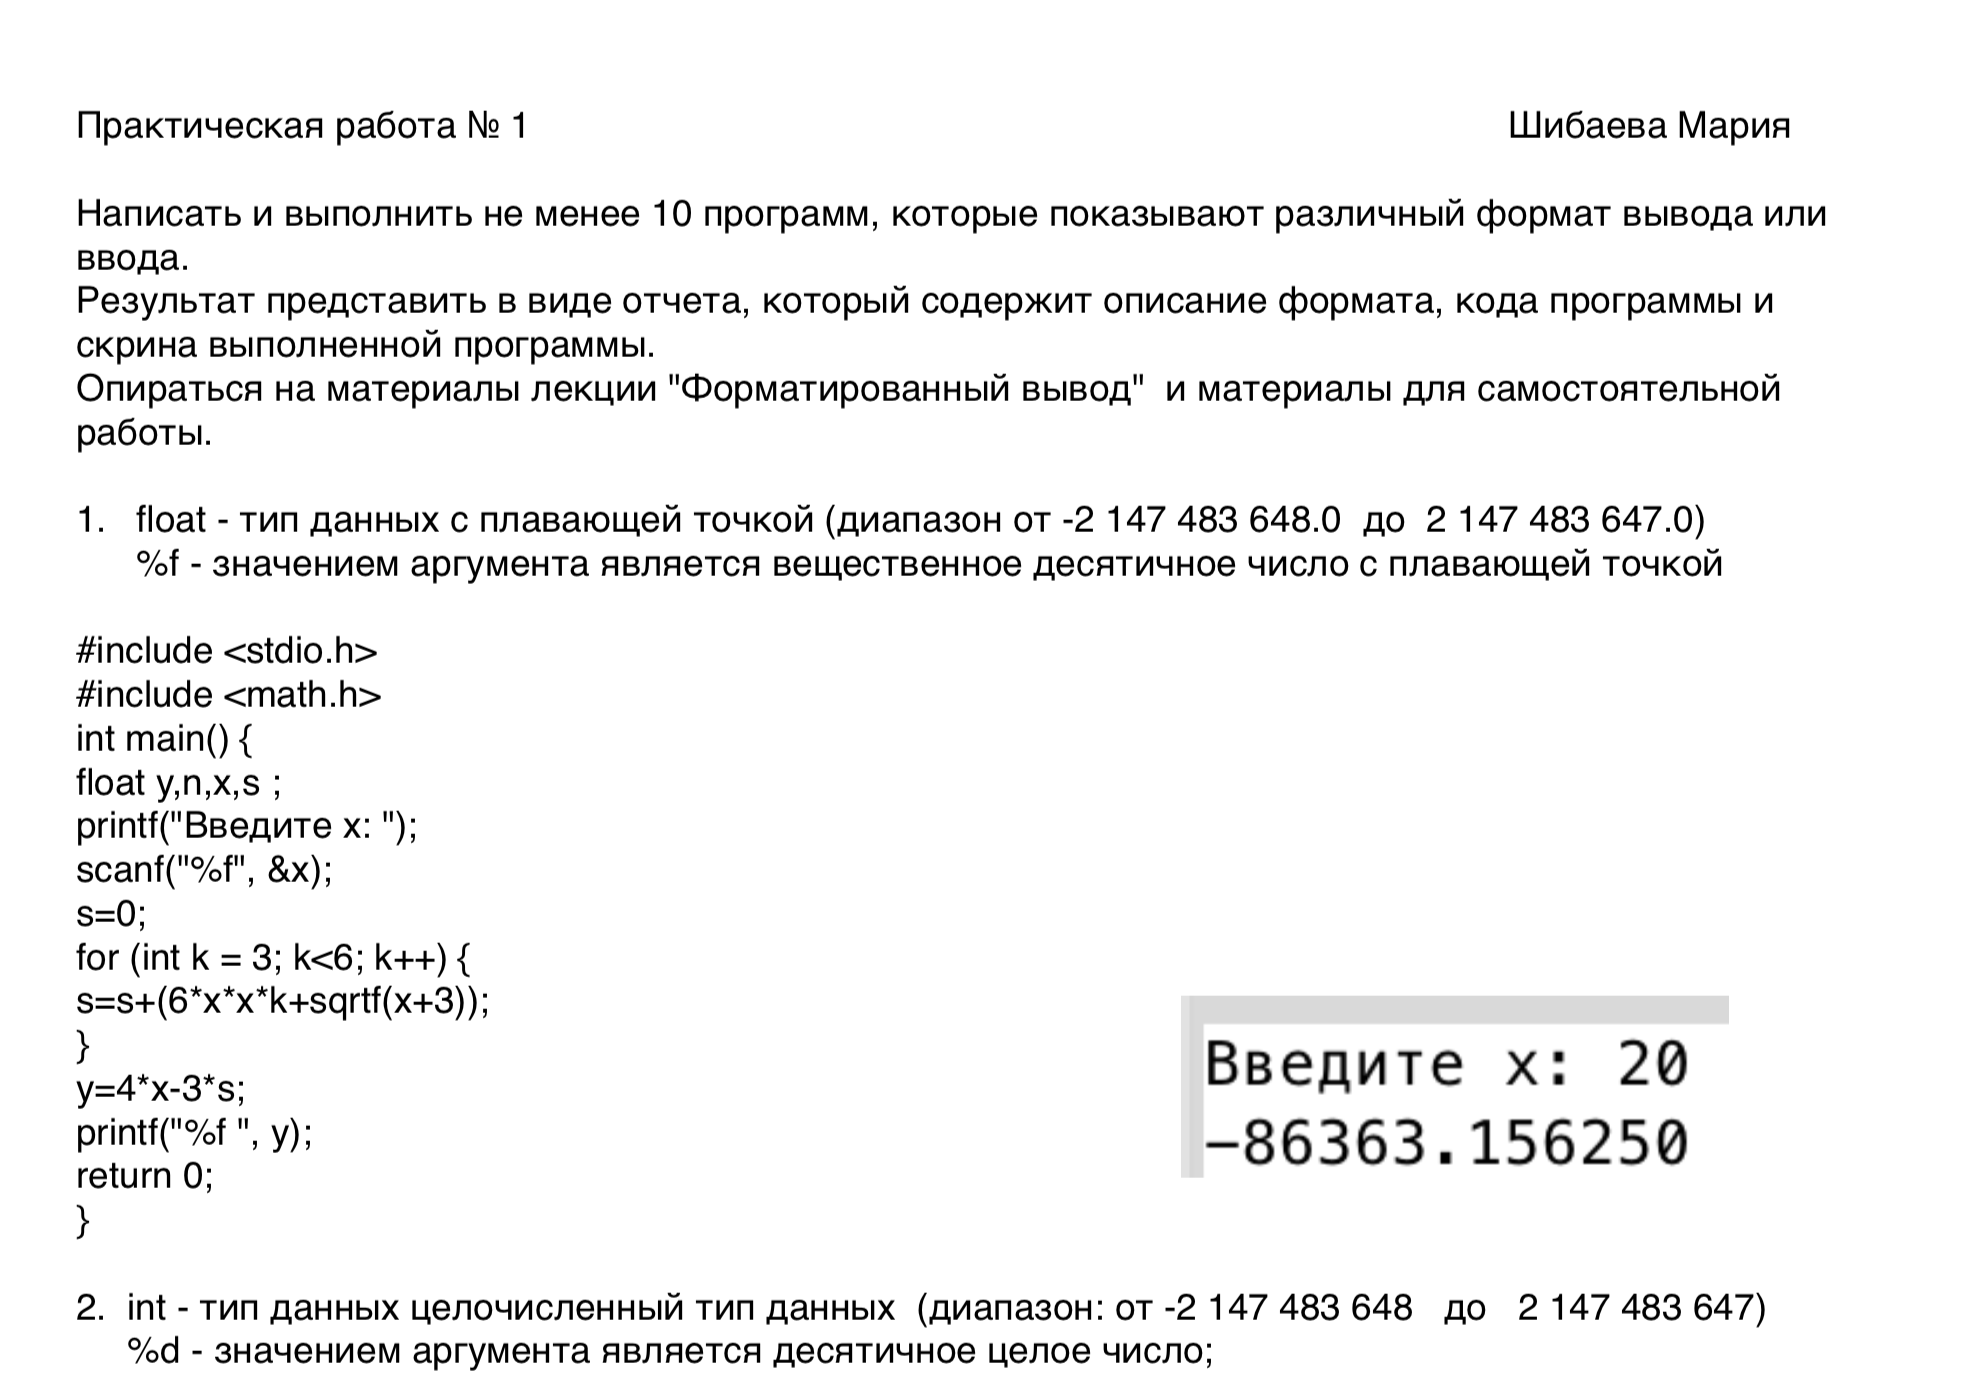 Практическая работа № 1 Шибаева Мария
Написать и выполнить не менее 10 программ, которые показывают различный формат вывода или
ввода.
Результат представить в виде отчета, который содержит описание формата, кода программы и
скрина выполненной программы.
Опираться на материалы лекции "Форматированный вывод"  и материалы для самостоятельной
работы.
1. float - тип данных с плавающей точкой (диапазон от -2 147 483 648.0  до  2 147 483 647.0)
%f - значением аргумента является вещественное десятичное число с плавающей точкой
#include <stdio.h>
#include <math.h>
int main() {
float y,n,x,s ;
printf("Введите x: ");
scanf("%f", &x);
s=0;
for (int k = 3; k<6; k++) {
s=s+(6*x*x*k+sqrtf(x+3));
}
y=4*x-3*s;
printf("%f ", y);
return 0;
}
Введите x: 20
−86363.156250
2. int - тип данных целочисленный тип данных  (диапазон: от -2 147 483 648   до   2 147 483 647)
%d - значением аргумента является десятичное целое число;